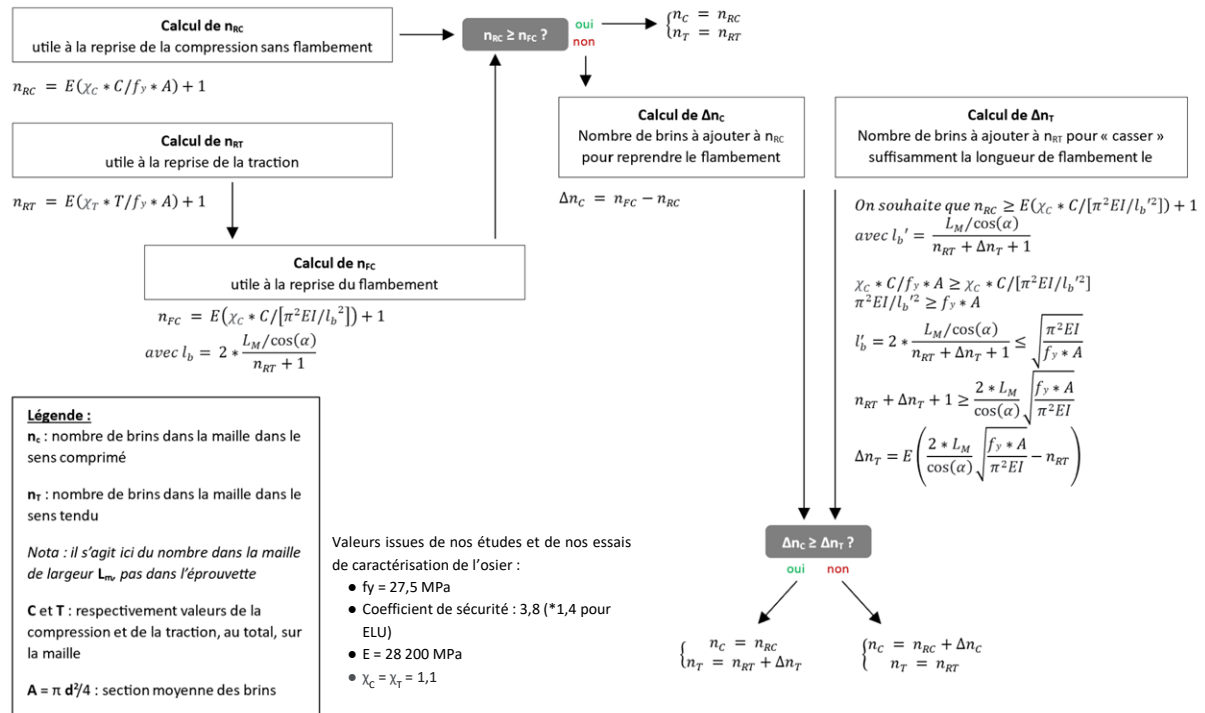 Calcul de nRC
utile à la reprise de la compression sans flambement
nRC = E(χC * C/fy * A) + 1
nRC ≥ nFC ?
oui
non
{nC = nRC
nT = nRT
Calcul de nRT
utile à la reprise de la traction
nRT = E(χT * T/fy * A) + 1
Calcul de nFC
utile à la reprise du flambement
nFC = E(χC * C/[π²EI/lb²]) + 1
avec lb = 2 * LM/cos(α) / nRT + 1
Calcul de ΔnC
Nombre de brins à ajouter à nRC
pour reprendre le flambement
ΔnC = nFC − nRC
Calcul de ΔnT
Nombre de brins à ajouter à nRT pour « casser »
suffisamment la longueur de flambement le
On souhaite que nRC ≥ E(χC * C/[π²EI/lb'²]) + 1
avec lb' = LM/cos(α) / nRT + ΔnT + 1
χC * C/fy * A ≥ χC * C/[π²EI/lb'²]
π²EI/lb'² ≥ fy * A
l'b = 2 * LM/cos(α) / nRT + ΔnT + 1 ≤ √π²EI / fy * A
nRT + ΔnT + 1 ≥ 2 * LM / cos(α) √fy * A / π²EI
ΔnT = E(2 * LM / cos(α) √fy * A / π²EI − nRT)
Légende :
nc : nombre de brins dans la maille dans le
sens comprimé
nT : nombre de brins dans la maille dans le
sens tendu
Nota : il s'agit ici du nombre dans la maille
de largeur Lm, pas dans l'éprouvette
C et T : respectivement valeurs de la
compression et de la traction, au total, sur
la maille
A = π d²/4 : section moyenne des brins
Valeurs issues de nos études et de nos essais
de caractérisation de l'osier :
● fy = 27,5 MPa
● Coefficient de sécurité : 3,8 (*1,4 pour
ELU)
● E = 28 200 MPa
● χC = χT = 1,1
ΔnC ≥ ΔnT ?
oui
non
{nC = nRC
nT = nRT + ΔnT
{nC = nRC + ΔnC
nT = nRT